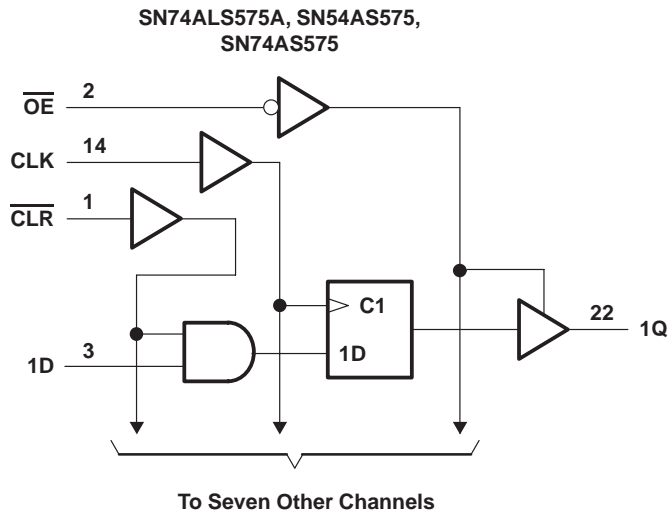 SN74ALS575A, SN54AS575,
SN74AS575
OE 2
CLK 14
CLR 1
C1
22 1Q
1D 3
1D
To Seven Other Channels